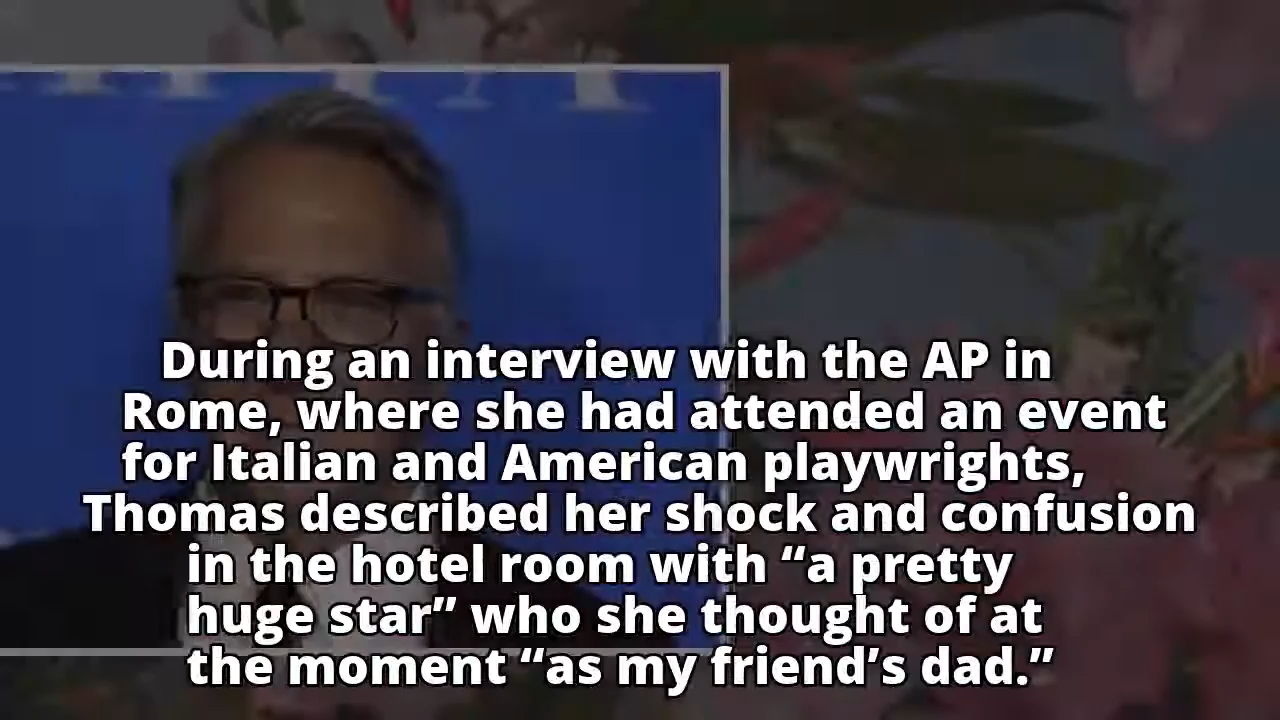 During an interview with the AP in
Rome, where she had attended an event
for Italian and American playwrights,
Thomas described her shock and confusion
in the hotel room with “a pretty
huge star” who she thought of at
the moment “as my friend’s dad.”